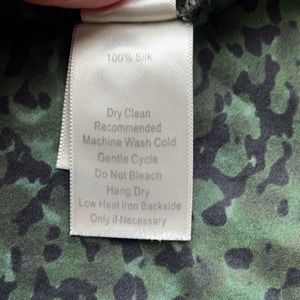 100% Silk
Dry Clean
Recommended
Machine Wash Cold
Gentle Cycle
Do Not Bleach
Hang Dry
Low Heat Iron Backside
Only if Necessary